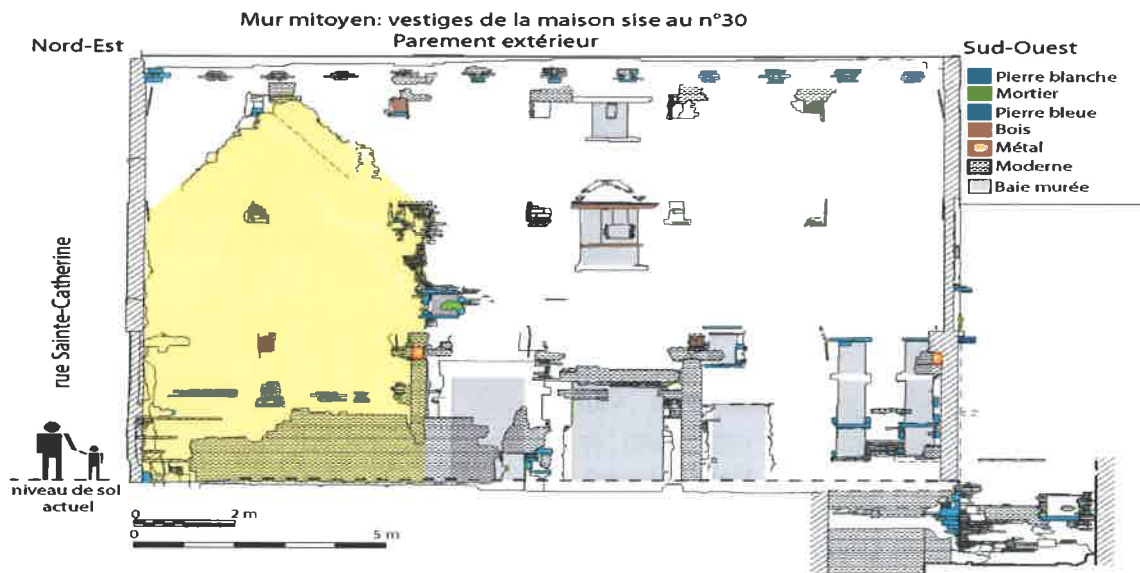 Mur mitoyen: vestiges de la maison sise au n°30
Parement extérieur
Nord-Est
Sud-Ouest
Pierre blanche
Mortier
Pierre bleue
Bois
Métal
Moderne
Baie murée
rue Sainte-Catherine
niveau de sol
actuel
0 2 m
0 5 m